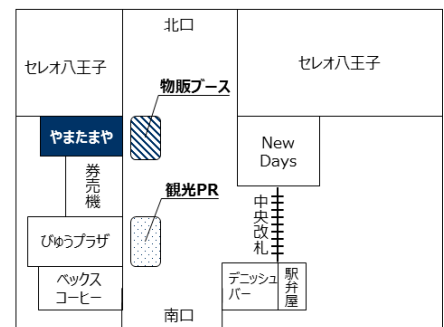 北口
セレオ八王子
セレオ八王子
物販ブース
やまたまや
New
Days
券売機
観光PR
中央改札
びゅうプラザ
ベックス
コーヒー
デニッシュ
バー
駅弁屋
南口